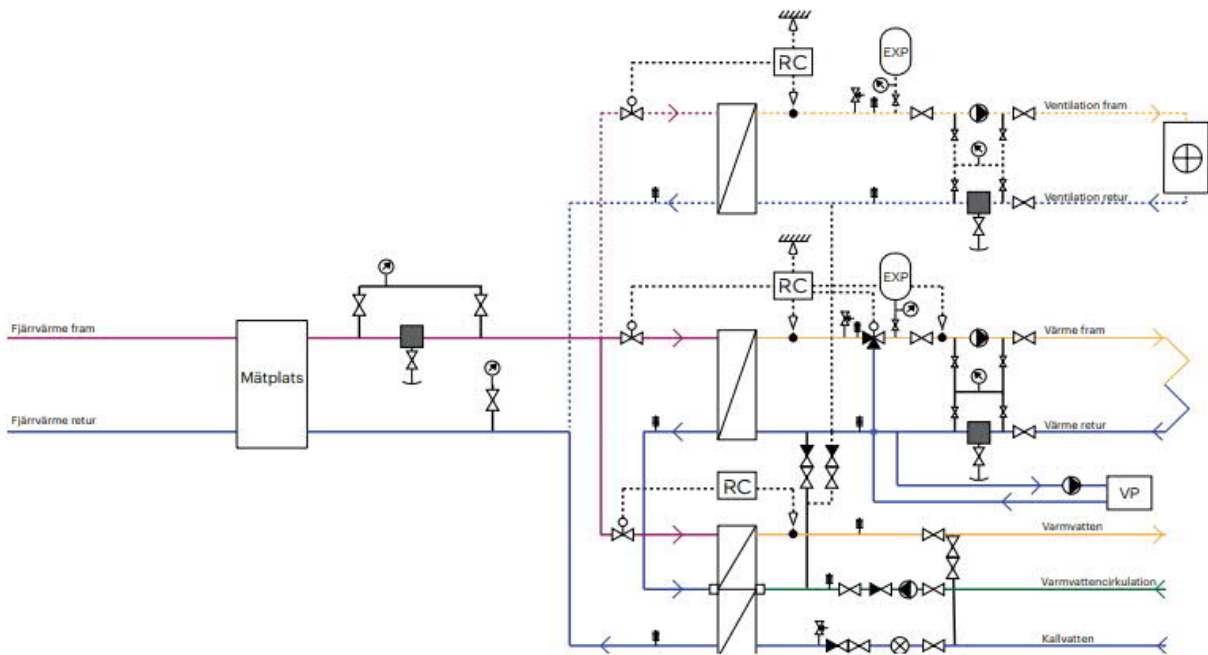 RC
EXP
Ventilation fram
Ventilation retur
RC
EXP
Fjärrvärme fram
Värme fram
Mätplats
Fjärrvärme retur
Värme retur
RC
VP
Varmvatten
Varmvattencirkulation
Kallvatten